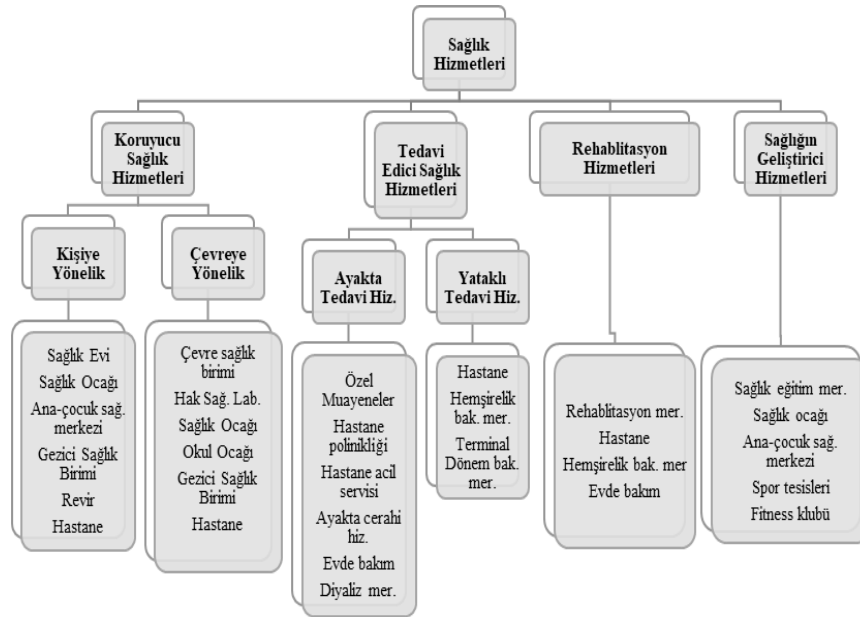 Sağlık
Hizmetleri
Koruyucu
Sağlık
Hizmetleri
Tedavi
Edici Sağlık
Hizmetleri
Rehablitasyon
Hizmetleri
Sağlığın
Geliştirici
Hizmetleri
Kişiye
Yönelik
Çevreye
Yönelik
Ayakta
Tedavi Hiz.
Yataklı
Tedavi Hiz.
Sağlık Evi
Sağlık Ocağı
Ana-çocuk sağ.
merkezi
Gezici Sağlık
Birimi
Revir
Hastane
Çevre sağlık
birimi
Hak Sağ. Lab.
Sağlık Ocağı
Okul Ocağı
Gezici Sağlık
Birimi
Hastane
Özel
Muayeneler
Hastane
polinikliği
Hastane acil
servisi
Ayakta cerahi
hiz.
Evde bakım
Diyaliz mer.
Hastane
Hemşirelik
bak. mer.
Terminal
Dönem bak.
mer.
Rehablitasyon mer.
Hastane
Hemşirelik bak. mer
Evde bakım
Sağlık eğitim mer.
Sağlık ocağı
Ana-çocuk sağ.
merkezi
Spor tesisleri
Fitness klubü